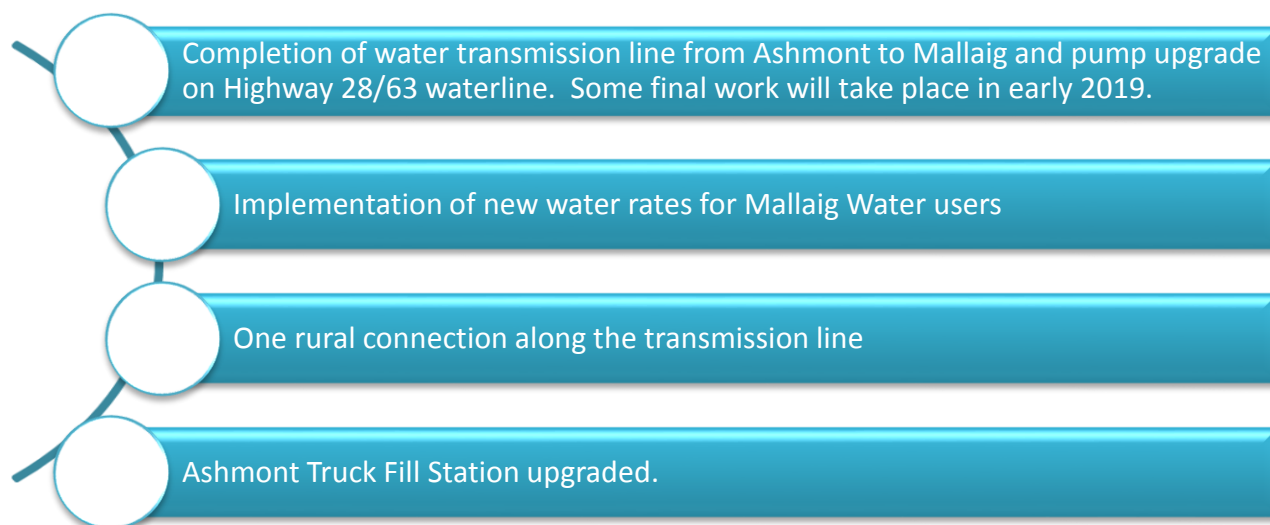 Completion of water transmission line from Ashmont to Mallaig and pump upgrade
on Highway 28/63 waterline.  Some final work will take place in early 2019.
Implementation of new water rates for Mallaig Water users
One rural connection along the transmission line
Ashmont Truck Fill Station upgraded.